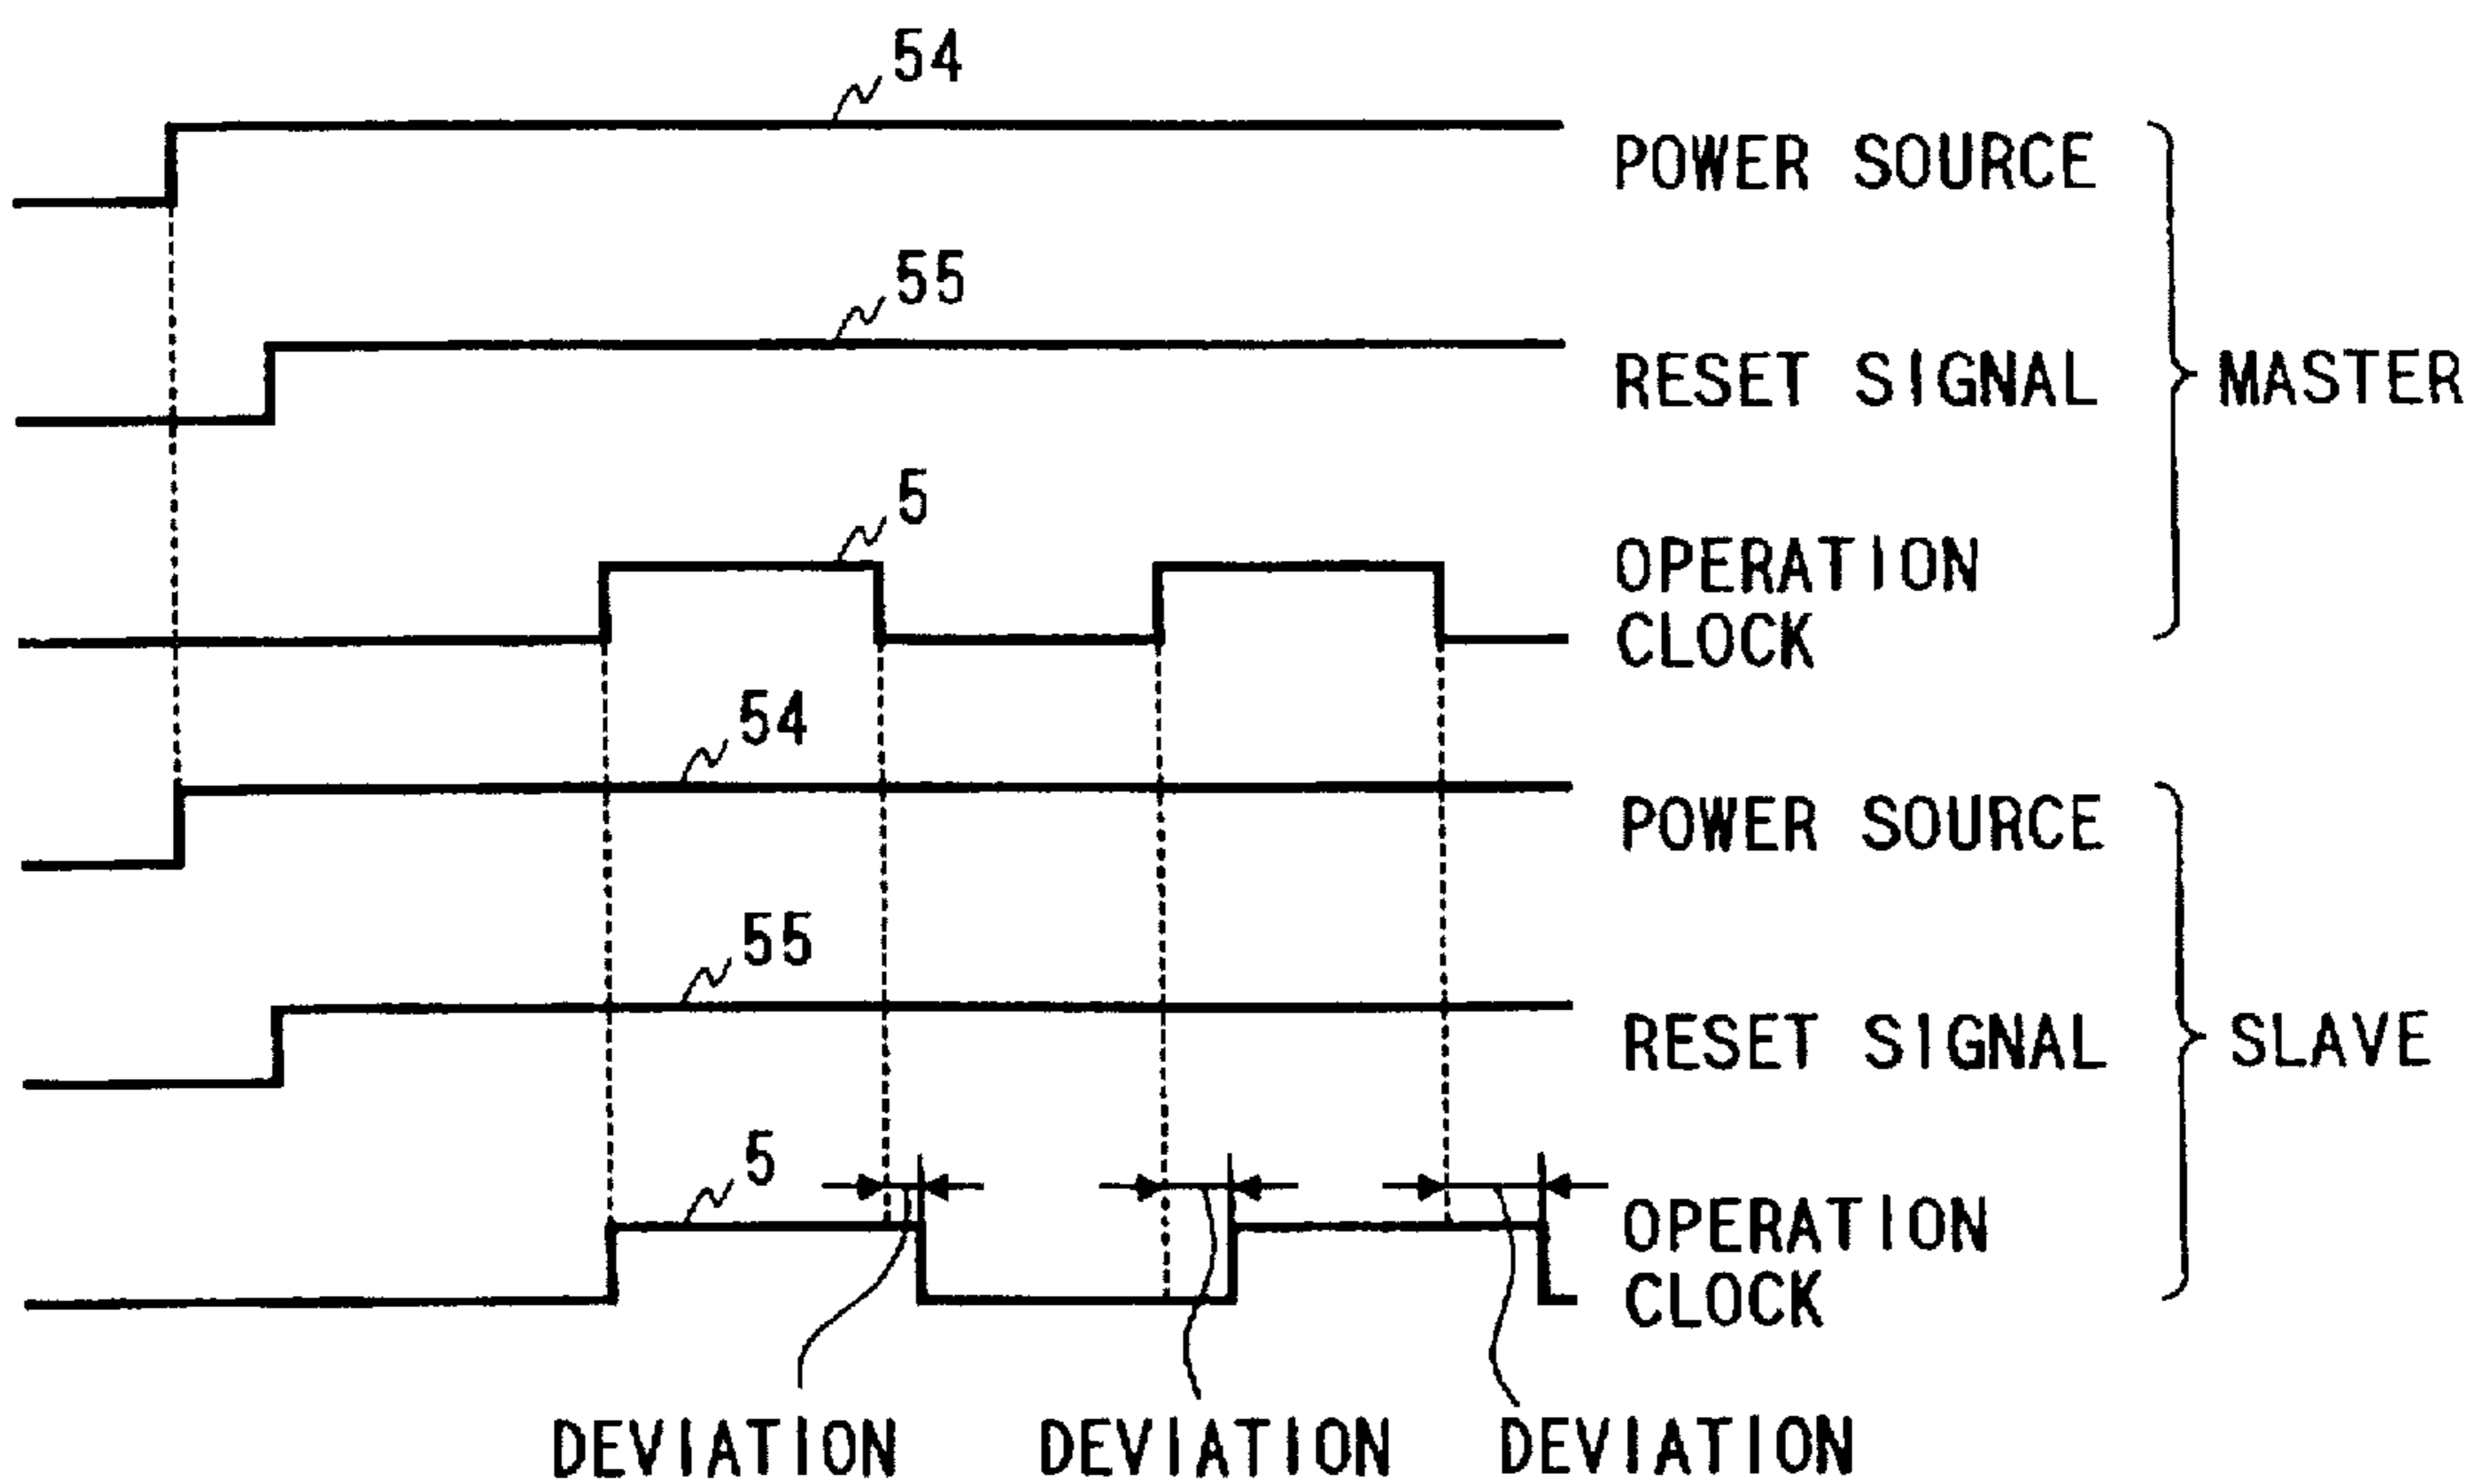 54
POWER SOURCE
55
RESET SIGNAL
MASTER
5
OPERATION
CLOCK
54
POWER SOURCE
55
RESET SIGNAL
SLAVE
5
OPERATION
CLOCK
DEVIATION DEVIATION DEVIATION